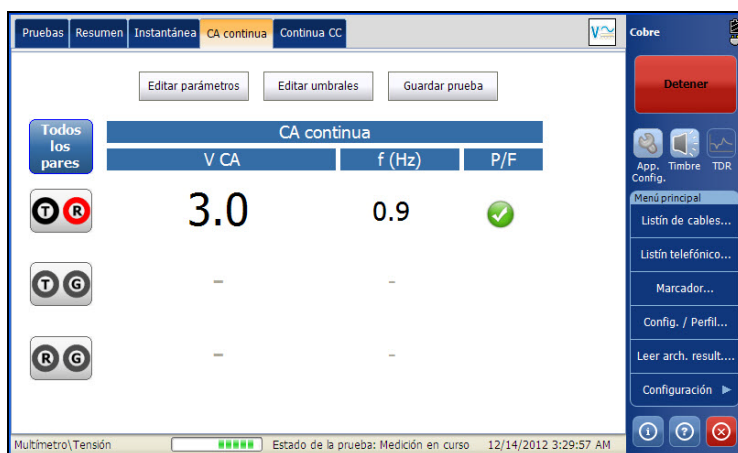 Pruebas Resumen Instantánea CA continua Continua CC
V
Cobre
Editar parámetros Editar umbrales Guardar prueba
Detener
Todos
los
pares
CA continua
V CA f (Hz) P/F
App.
Config.
Timbre TDR
T R 3.0 0.9
Menú principal
Listín de cables...
Listín telefónico...
T G – –
Marcador...
Config. / Perfil...
R G – –
Leer arch. result....
Configuración
Multímetro\Tensión Estado de la prueba: Medición en curso 12/14/2012 3:29:57 AM